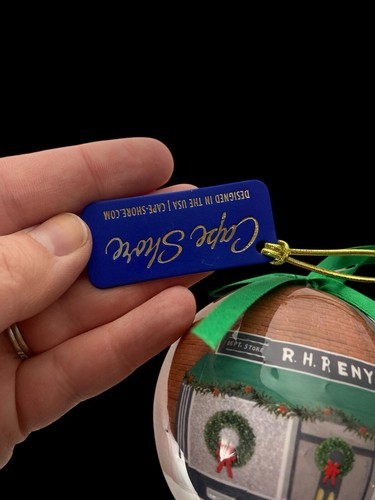 Cape Shore
DESIGNED IN THE USA | CAPE-SHORE.COM
DEPT. STORE
R.H.RENY